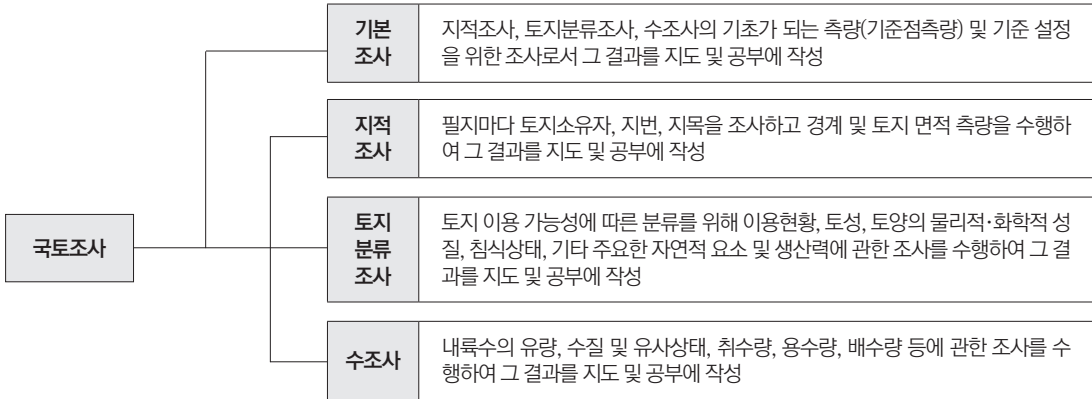 국토조사
기본
조사
지적조사, 토지분류조사, 수조사의 기초가 되는 측량(기준점측량) 및 기준 설정
을 위한 조사로서 그 결과를 지도 및 공부에 작성
지적
조사
필지마다 토지소유자, 지번, 지목을 조사하고 경계 및 토지 면적 측량을 수행하
여 그 결과를 지도 및 공부에 작성
토지
분류
조사
토지 이용 가능성에 따른 분류를 위해 이용현황, 토성, 토양의 물리적·화학적 성
질, 침식상태, 기타 주요한 자연적 요소 및 생산력에 관한 조사를 수행하여 그 결
과를 지도 및 공부에 작성
수조사
내륙수의 유량, 수질 및 유사상태, 취수량, 용수량, 배수량 등에 관한 조사를 수
행하여 그 결과를 지도 및 공부에 작성